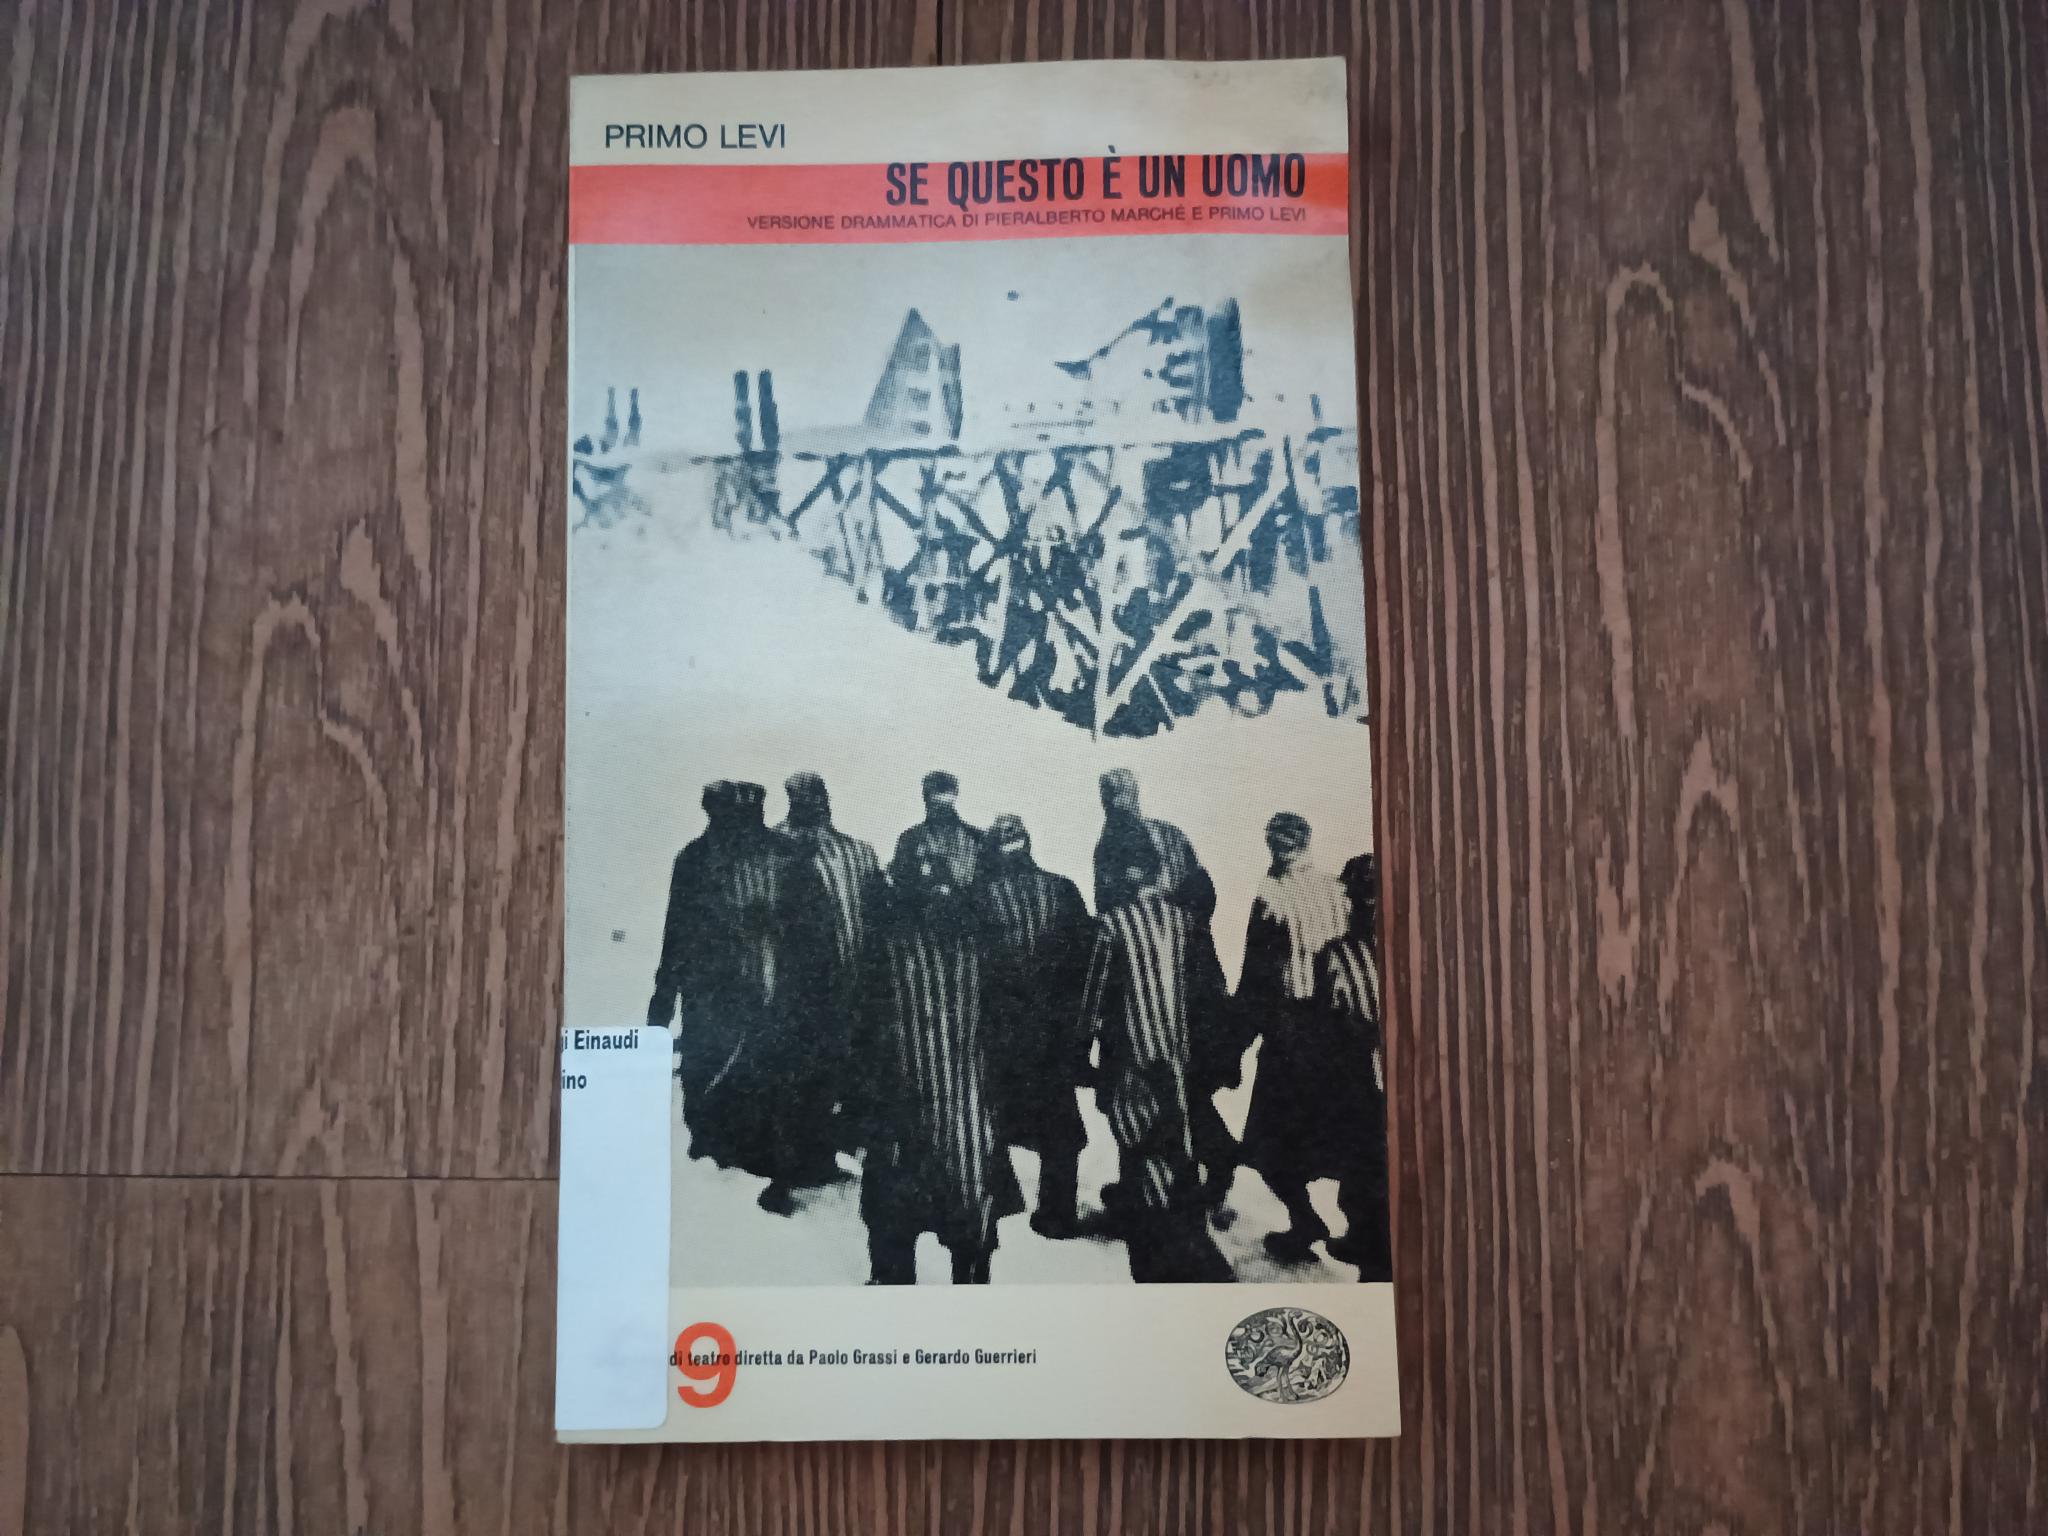 PRIMO LEVI
SE QUESTO È UN UOMO
VERSIONE DRAMMATICA DI PIERALBERTO MARCHÉ E PRIMO LEVI
i Einaudi
ino
9
di teatro diretta da Paolo Grassi e Gerardo Guerrieri